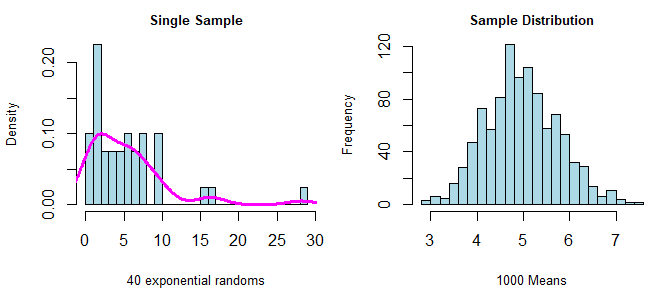 Single Sample
Density
0.00 0.10 0.20
0 5 10 15 20 25 30
40 exponential randoms
Sample Distribution
Frequency
0 40 80 120
3 4 5 6 7
1000 Means